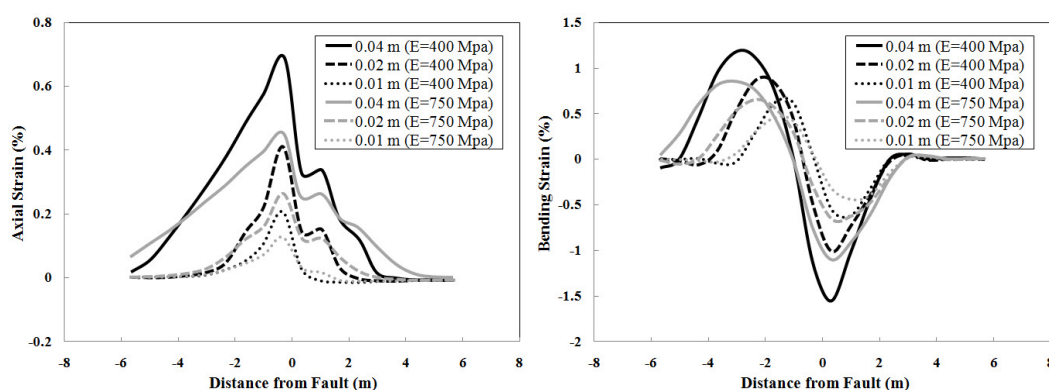 0.8
0.6
0.4
0.2
0
-0.2
Axial Strain (%)
0.04 m (E=400 Mpa)
0.02 m (E=400 Mpa)
0.01 m (E=400 Mpa)
0.04 m (E=750 Mpa)
0.02 m (E=750 Mpa)
0.01 m (E=750 Mpa)
-8 -6 -4 -2 0 2 4 6 8
Distance from Fault (m)
1.5
1
0.5
0
-0.5
-1
-1.5
-2
Bending Strain (%)
0.04 m (E=400 Mpa)
0.02 m (E=400 Mpa)
0.01 m (E=400 Mpa)
0.04 m (E=750 Mpa)
0.02 m (E=750 Mpa)
0.01 m (E=750 Mpa)
-8 -6 -4 -2 0 2 4 6 8
Distance from Fault (m)